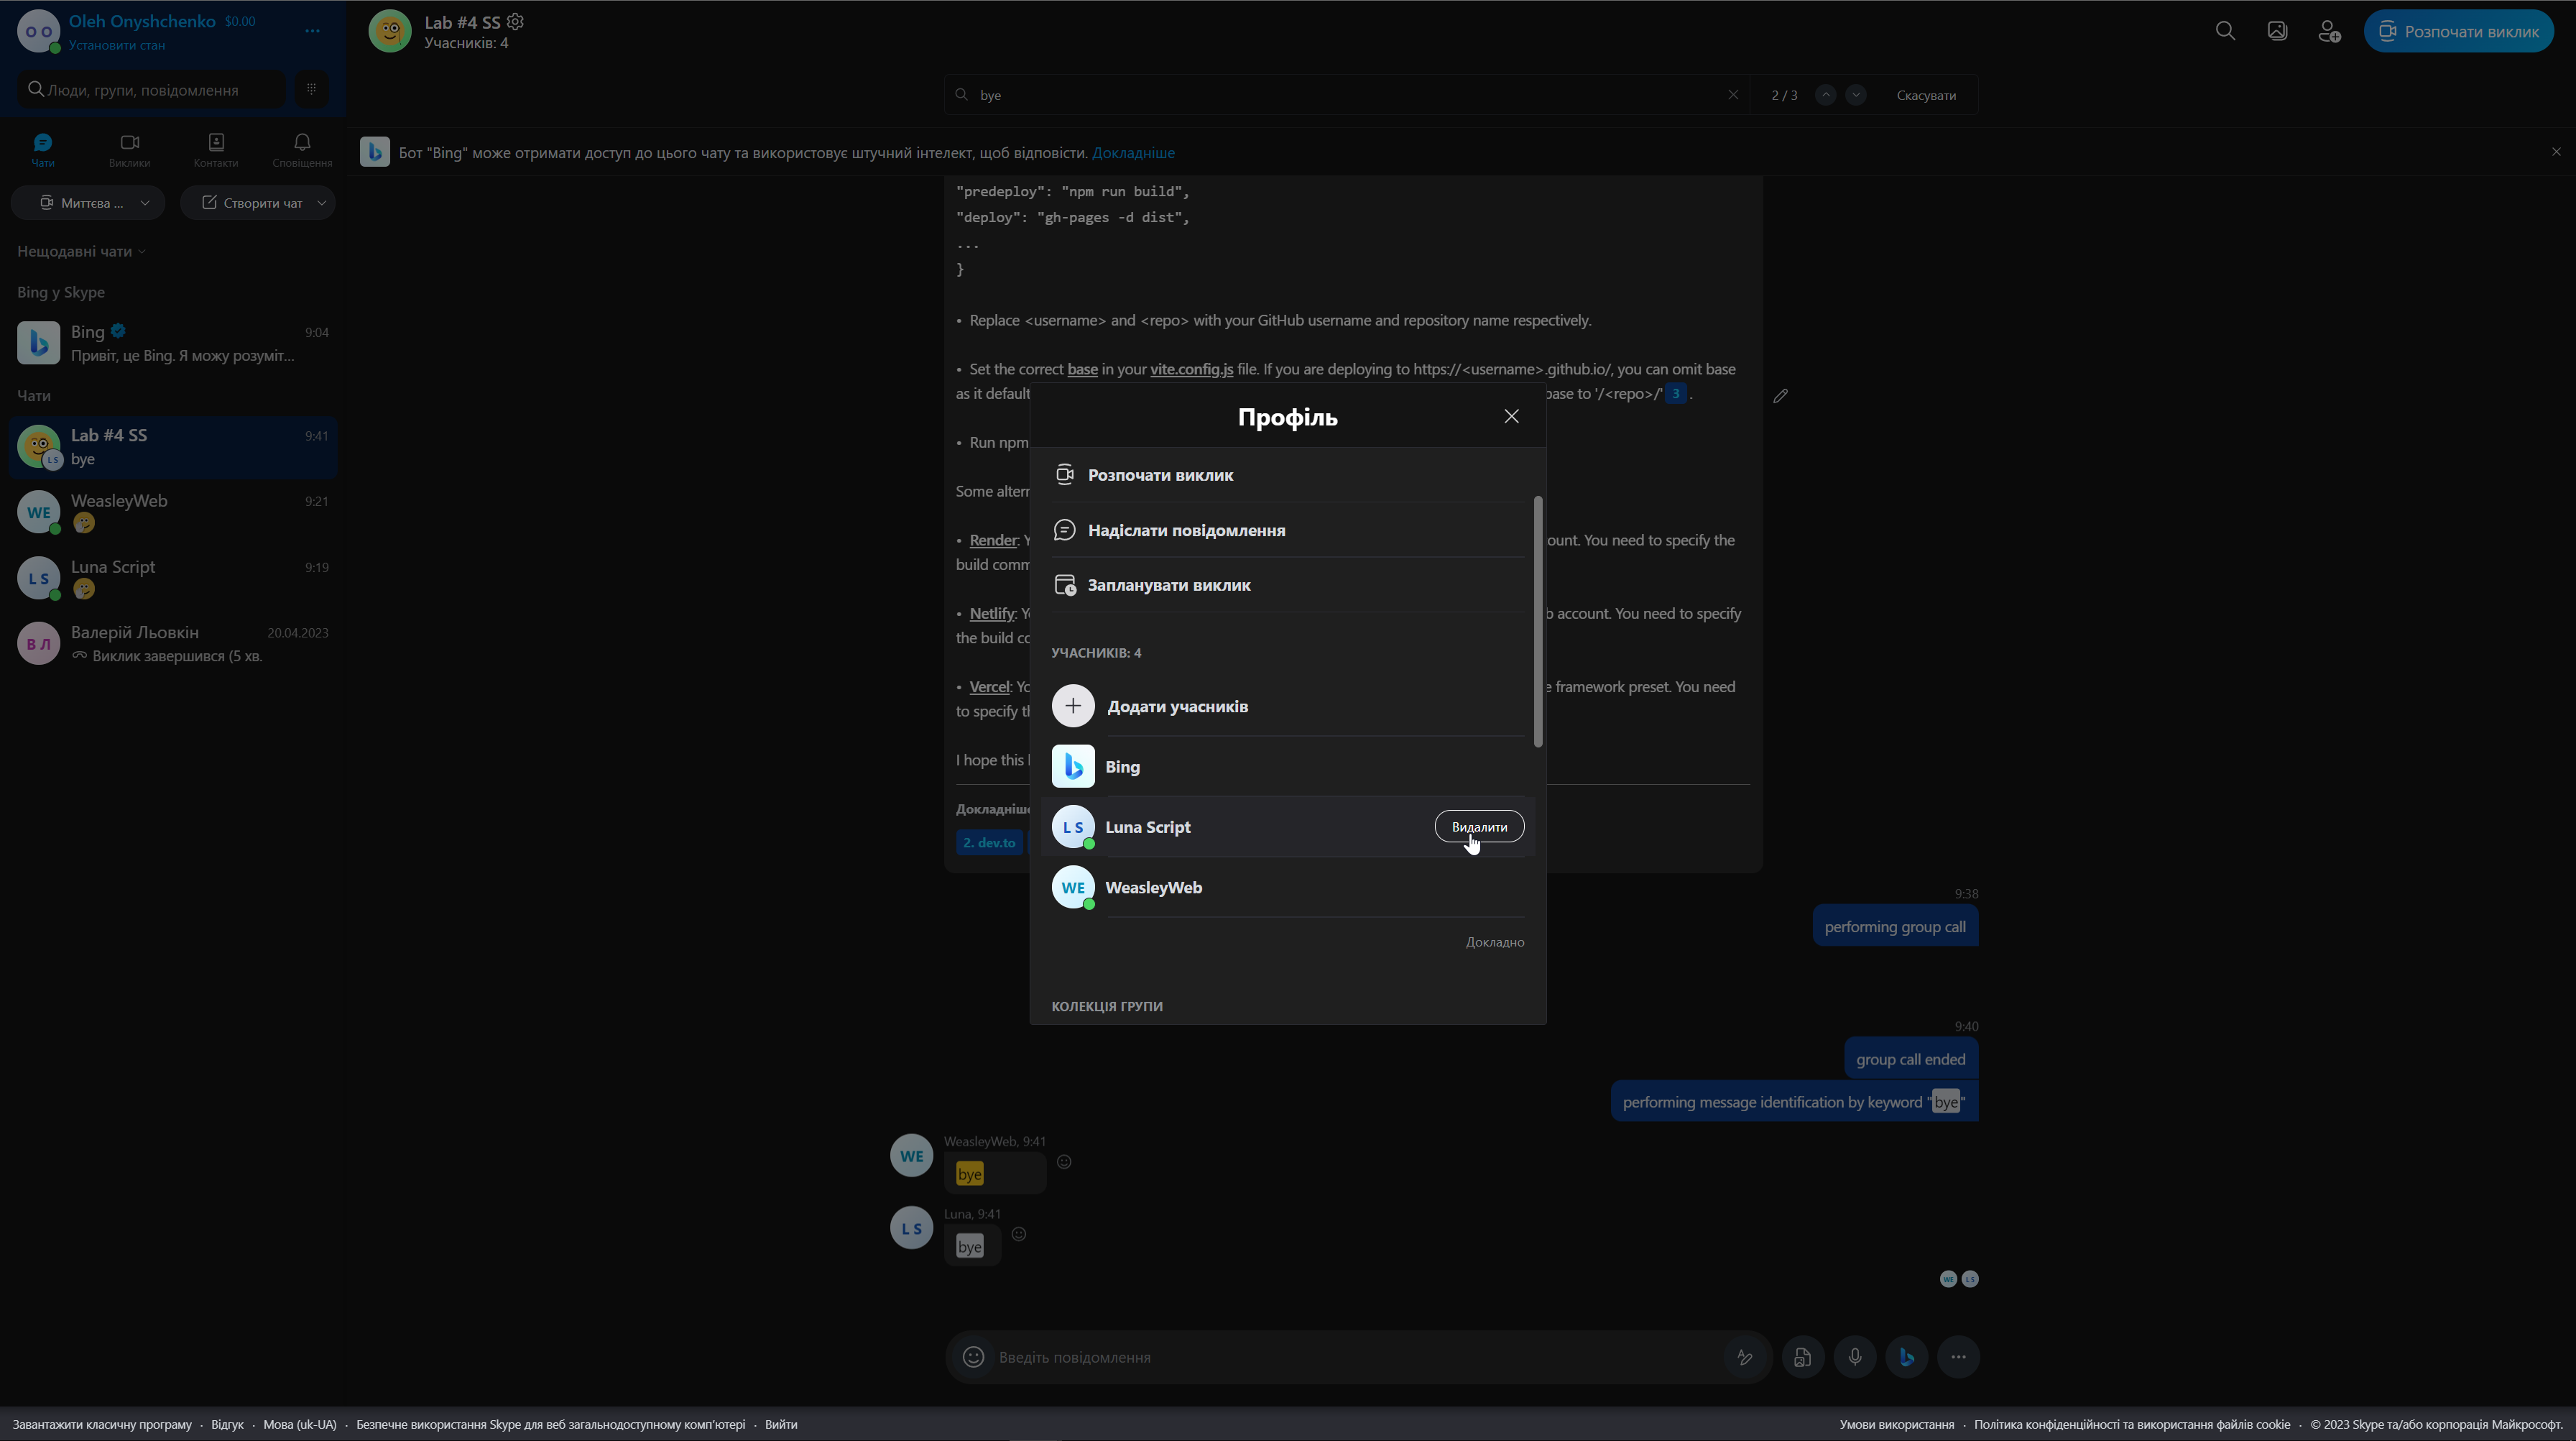 O O
Oleh Onyshchenko $0.00
Установити стан
Люди, групи, повідомлення
Чати
Виклики
Контакти
Сповіщення
Миттєва ...
Створити чат
Нещодавні чати
Bing у Skype
Bing
9:04
Привіт, це Bing. Я можу розуміт...
Чати
Lab #4 SS
9:41
LS
bye
WE
WeasleyWeb
9:21
L S
Luna Script
9:19
В Л
Валерій Льовкін
20.04.2023
Виклик завершився (5 хв.
Lab #4 SS
Учасників: 4
Розпочати виклик
bye
2 / 3
Скасувати
Бот "Bing" може отримати доступ до цього чату та використовує штучний інтелект, щоб відповісти. Докладніше
"predeploy": "npm run build",
"deploy": "gh-pages -d dist",
...
}
• Replace <username> and <repo> with your GitHub username and repository name respectively.
• Set the correct base in your vite.config.js file. If you are deploying to https://<username>.github.io/, you can omit base
as it default
base to '/<repo>/' 3 .
• Run npm
Some altern
• Render: Y
ount. You need to specify the
build comm
• Netlify: Y
b account. You need to specify
the build co
• Vercel: Yo
e framework preset. You need
to specify th
I hope this
Докладніше
2. dev.to
Профіль
Розпочати виклик
Надіслати повідомлення
Запланувати виклик
УЧАСНИКІВ: 4
Додати учасників
Bing
L S
Luna Script
Видалити
WE
WeasleyWeb
Докладно
КОЛЕКЦІЯ ГРУПИ
9:38
performing group call
9:40
group call ended
performing message identification by keyword "bye"
WE
WeasleyWeb, 9:41
bye
L S
Luna, 9:41
bye
WE LS
Введіть повідомлення
Завантажити класичну програму · Відгук · Мова (uk-UA) · Безпечне використання Skype для веб загальнодоступному комп'ютері · Вийти
Умови використання · Політика конфіденційності та використання файлів cookie · © 2023 Skype та/або корпорація Майкрософт.